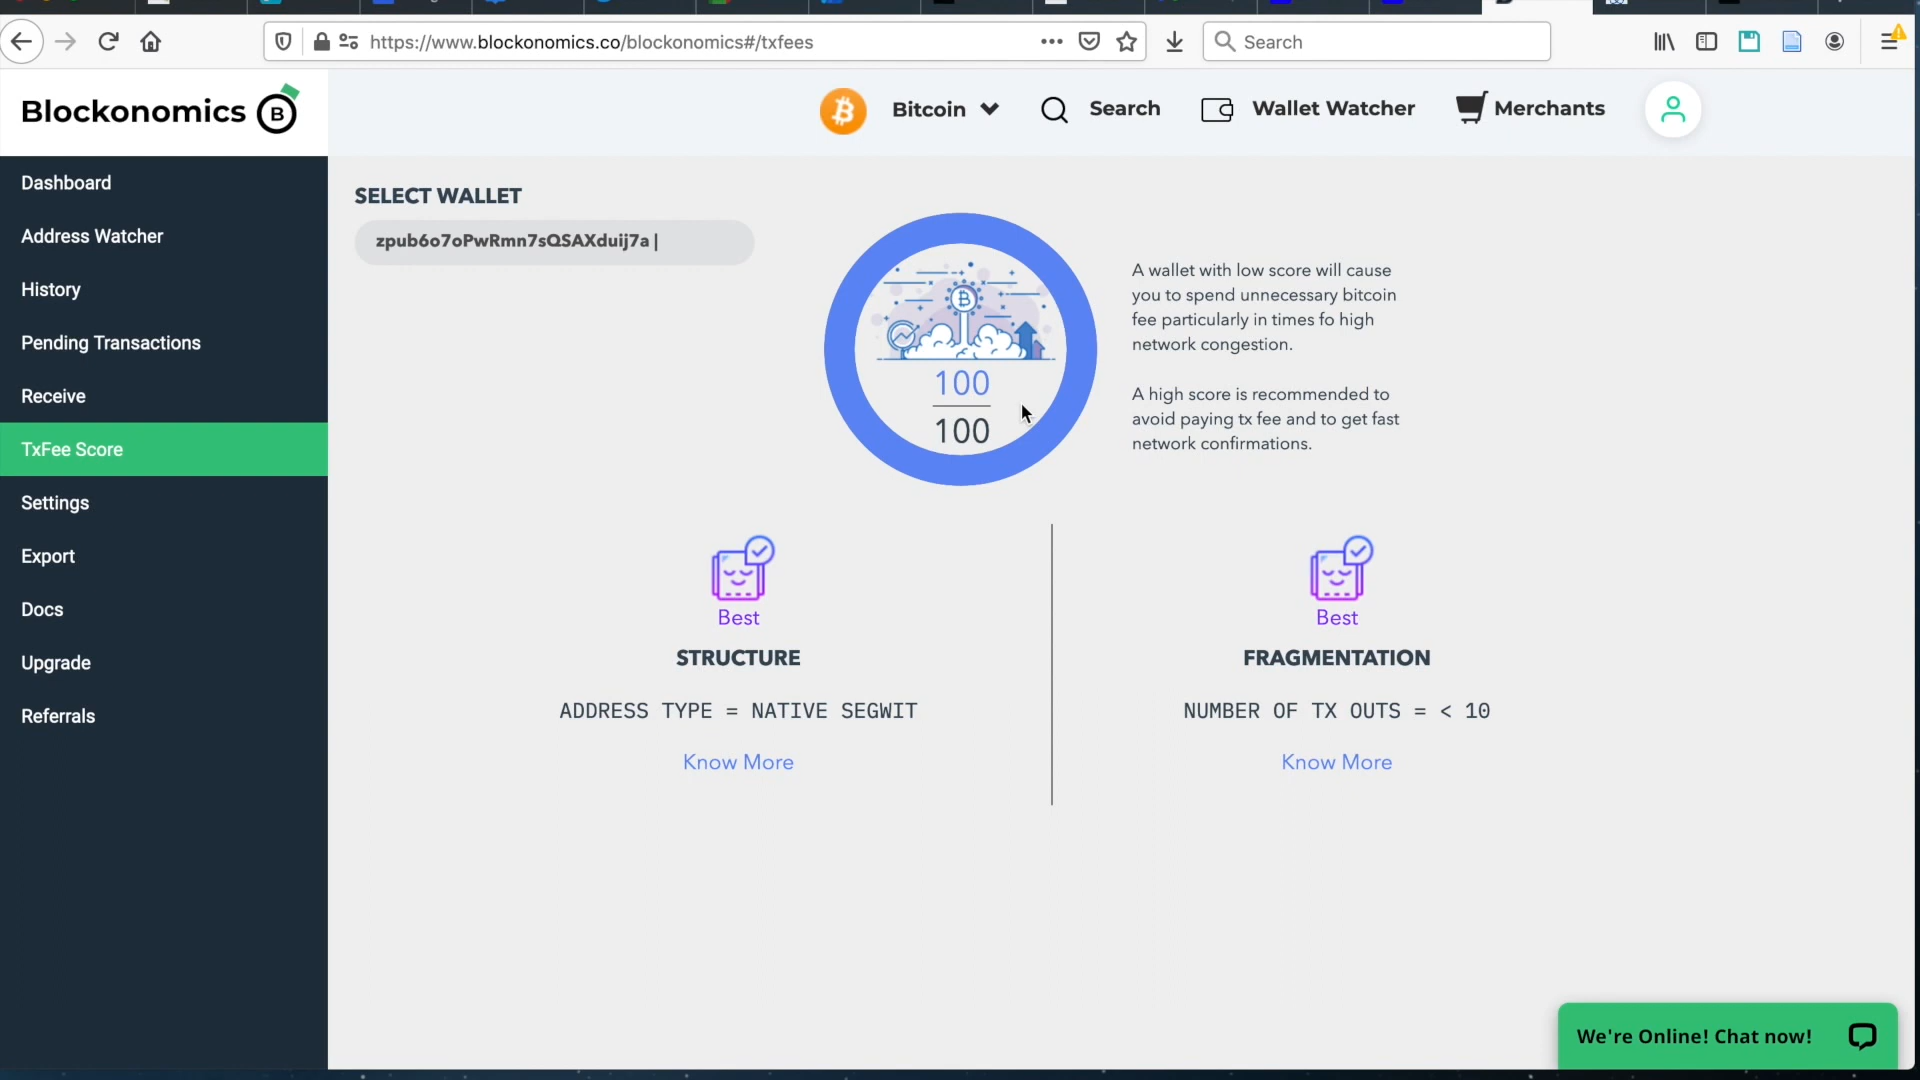 https://www.blockonomics.co/blockonomics#/txfees
Search
Blockonomics B
Bitcoin
Search
Wallet Watcher
Merchants
Dashboard
Address Watcher
History
Pending Transactions
Receive
TxFee Score
Settings
Export
Docs
Upgrade
Referrals
SELECT WALLET
zpub6o7oPwRmn7sQSAXduij7a |
100
100
A wallet with low score will cause
you to spend unnecessary bitcoin
fee particularly in times fo high
network congestion.
A high score is recommended to
avoid paying tx fee and to get fast
network confirmations.
Best
STRUCTURE
ADDRESS TYPE = NATIVE SEGWIT
Know More
Best
FRAGMENTATION
NUMBER OF TX OUTS = < 10
Know More
We're Online! Chat now!